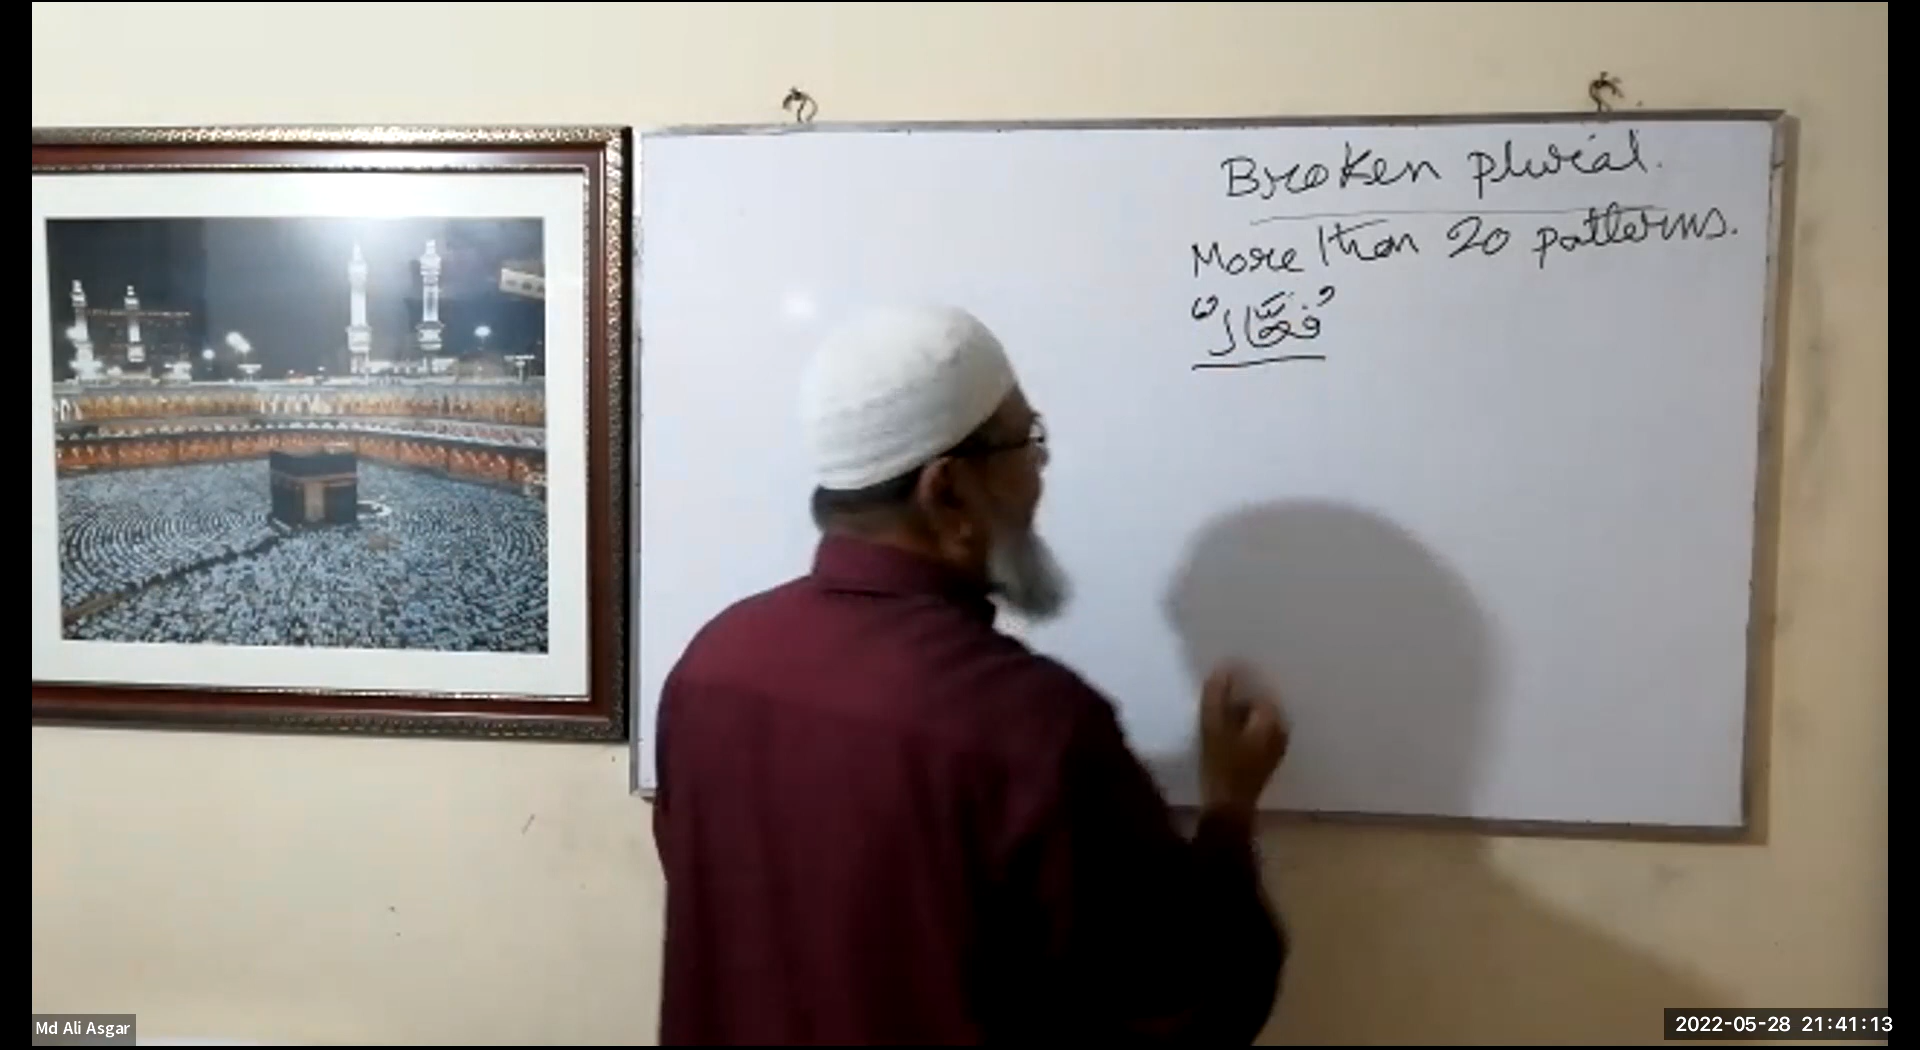 Broken plural.
More than 20 patterns.
فُعَّالٌ
Md Ali Asgar
2022-05-28 21:41:13